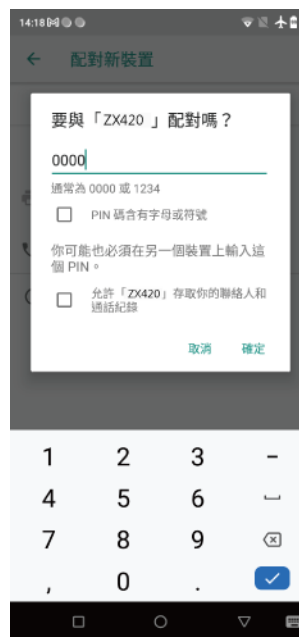 14:18
配對新裝置
要與「ZX420 」配對嗎？
0000
通常為 0000 或 1234
PIN 碼含有字母或符號
你可能也必須在另一個裝置上輸入這
個 PIN。
允許「ZX420」存取你的聯絡人和
通話紀錄
取消 確定
1 2 3 -
4 5 6
7 8 9
, 0 .